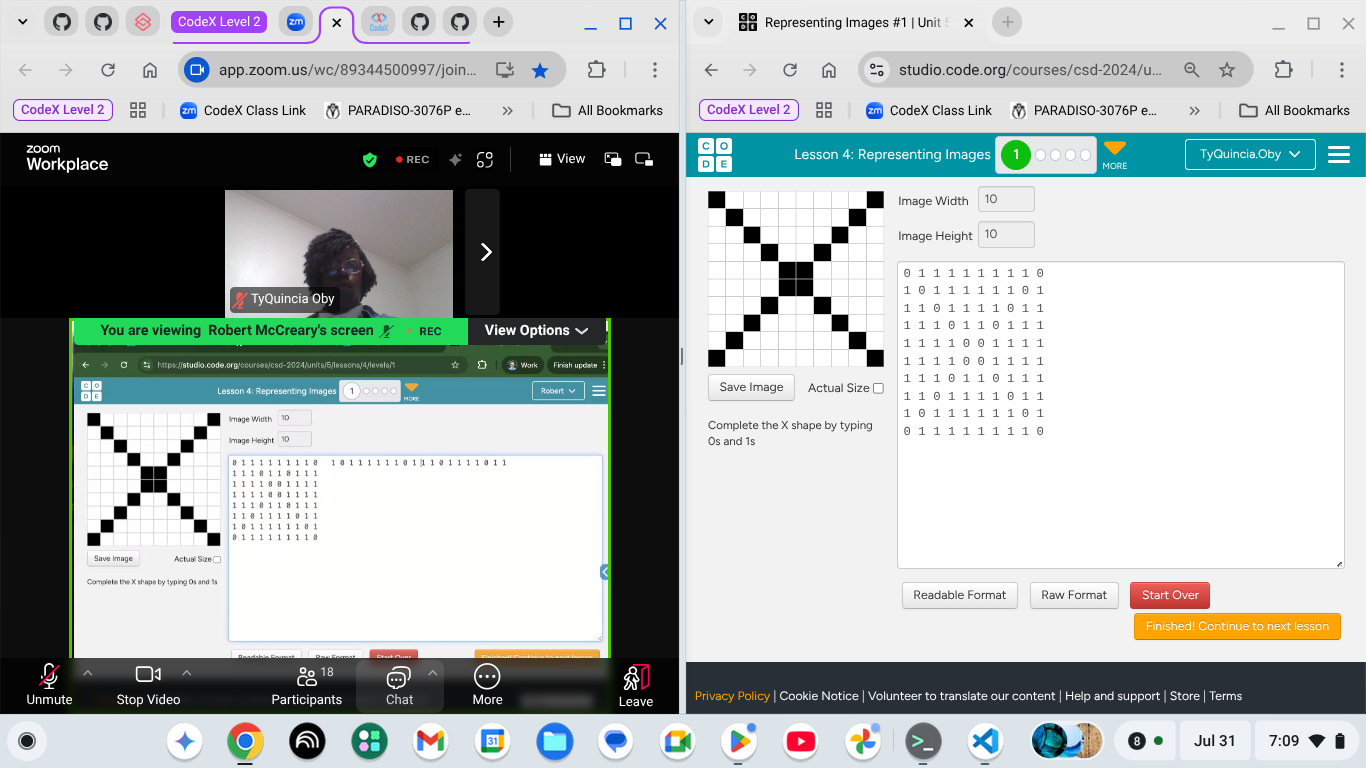 CodeX Level 2
zm
CodeX
app.zoom.us/wc/89344500997/join...
CodeX Level 2
zm CodeX Class Link
PARADISO-3076P e...
All Bookmarks
zoom
Workplace
REC
View
TyQuincia Oby
You are viewing Robert McCreary's screen
REC
View Options
https://studio.code.org/courses/csd-2024/units/5/lessons/4/levels/1
Work
Finish update
CODE
Lesson 4: Representing Images
1
MORE
Robert
Image Width 10
Image Height 10
0 1 1 1 1 1 1 1 1 0 1 0 1 1 1 1 1 1 0 1 1 1 0 1 1 1 1 0 1 1
1 1 1 0 1 1 0 1 1 1
1 1 1 1 0 0 1 1 1 1
1 1 1 1 0 0 1 1 1 1
1 1 1 0 1 1 0 1 1 1
1 1 0 1 1 1 1 0 1 1
1 0 1 1 1 1 1 1 0 1
0 1 1 1 1 1 1 1 1 0
Save Image
Actual Size
Complete the X shape by typing 0s and 1s
Readable Format
Raw Format
Start Over
Finished! Continue to next lesson
Unmute
Stop Video
18
Participants
Chat
More
Leave
Representing Images #1 | Unit
studio.code.org/courses/csd-2024/u...
CodeX Level 2
zm CodeX Class Link
PARADISO-3076P e...
All Bookmarks
CODE
Lesson 4: Representing Images
1
MORE
TyQuincia.Oby
Image Width 10
Image Height 10
0 1 1 1 1 1 1 1 1 0
1 0 1 1 1 1 1 1 0 1
1 1 0 1 1 1 1 0 1 1
1 1 1 0 1 1 0 1 1 1
1 1 1 1 0 0 1 1 1 1
1 1 1 1 0 0 1 1 1 1
1 1 1 0 1 1 0 1 1 1
1 1 0 1 1 1 1 0 1 1
1 0 1 1 1 1 1 1 0 1
0 1 1 1 1 1 1 1 1 0
Save Image
Actual Size
Complete the X shape by typing
0s and 1s
Readable Format
Raw Format
Start Over
Finished! Continue to next lesson
Privacy Policy | Cookie Notice | Volunteer to translate our content | Help and support | Store | Terms
31
8
Jul 31
7:09